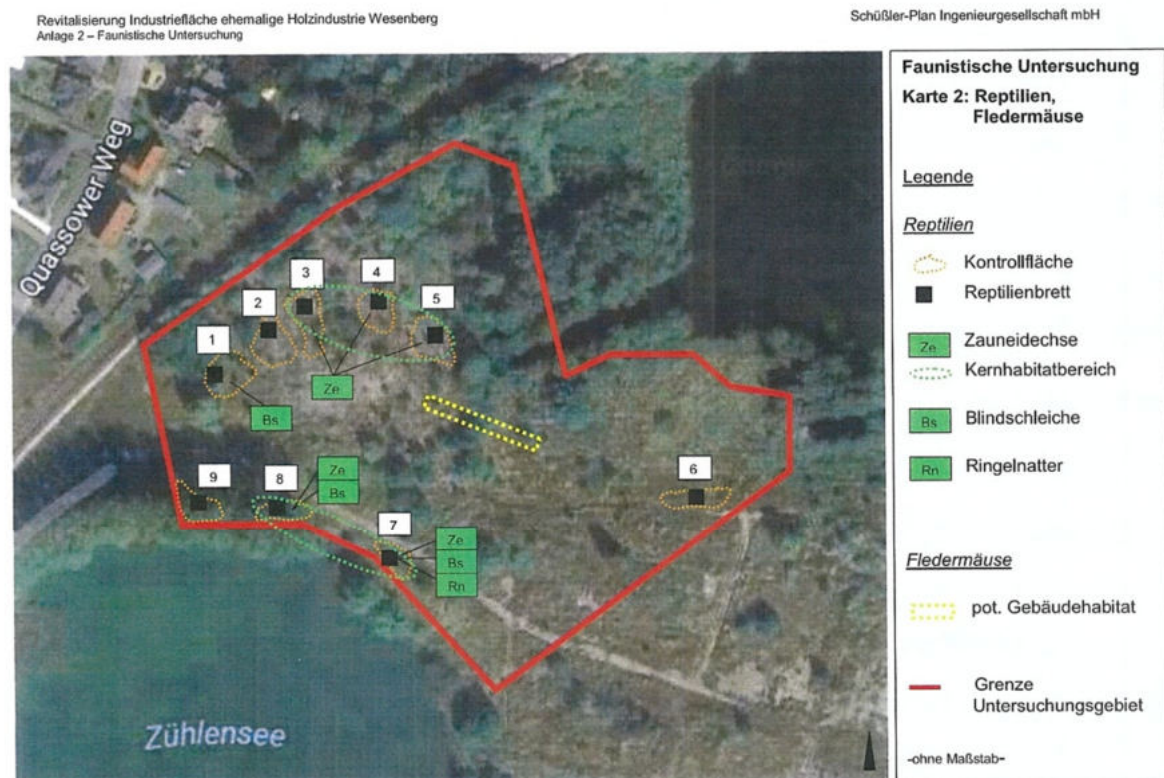 Revitalisierung Industriefläche ehemalige Holzindustrie Wesenberg
Anlage 2 – Faunistische Untersuchung
Schüßler-Plan Ingenieurgesellschaft mbH
Quassower Weg
1
2
3
4
5
Ze
Bs
9
8
Ze
Bs
7
Ze
Bs
Rn
6
Zühlensee
Faunistische Untersuchung
Karte 2: Reptilien,
Fledermäuse
Legende
Reptilien
Kontrollfläche
Reptilienbrett
Ze Zauneidechse
Kernhabitatbereich
Bs Blindschleiche
Rn Ringelnatter
Fledermäuse
pot. Gebäudehabitat
Grenze
Untersuchungsgebiet
-ohne Maßstab-